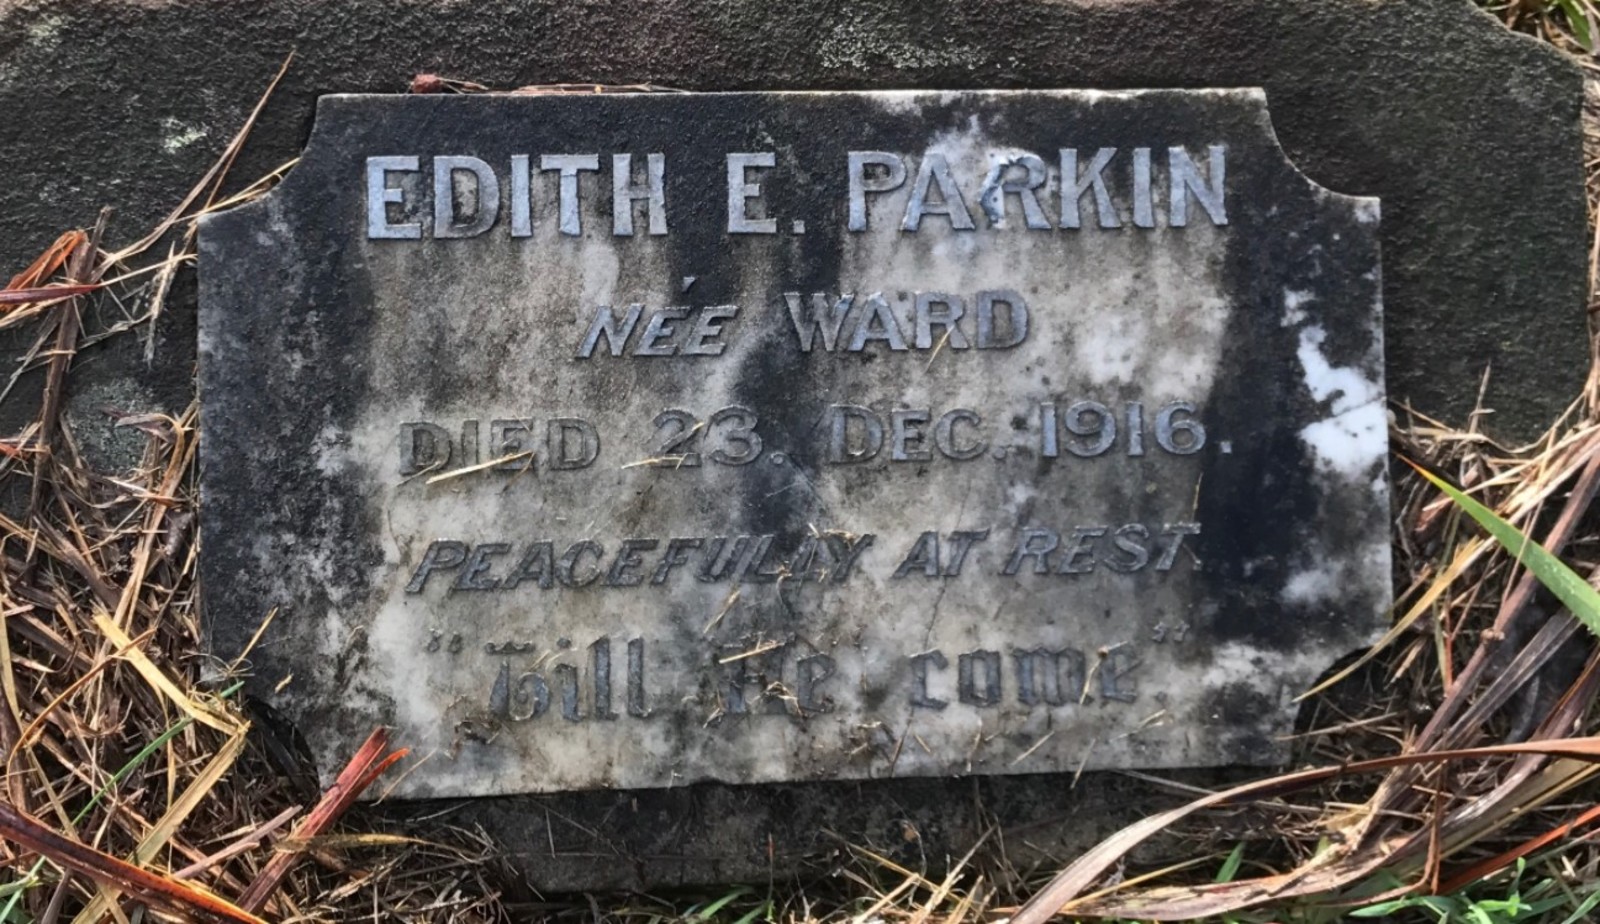 EDITH E. PARKIN
NÉE WARD
DIED 23. DEC. 1916.
PEACEFULLY AT REST.
"Till He come."